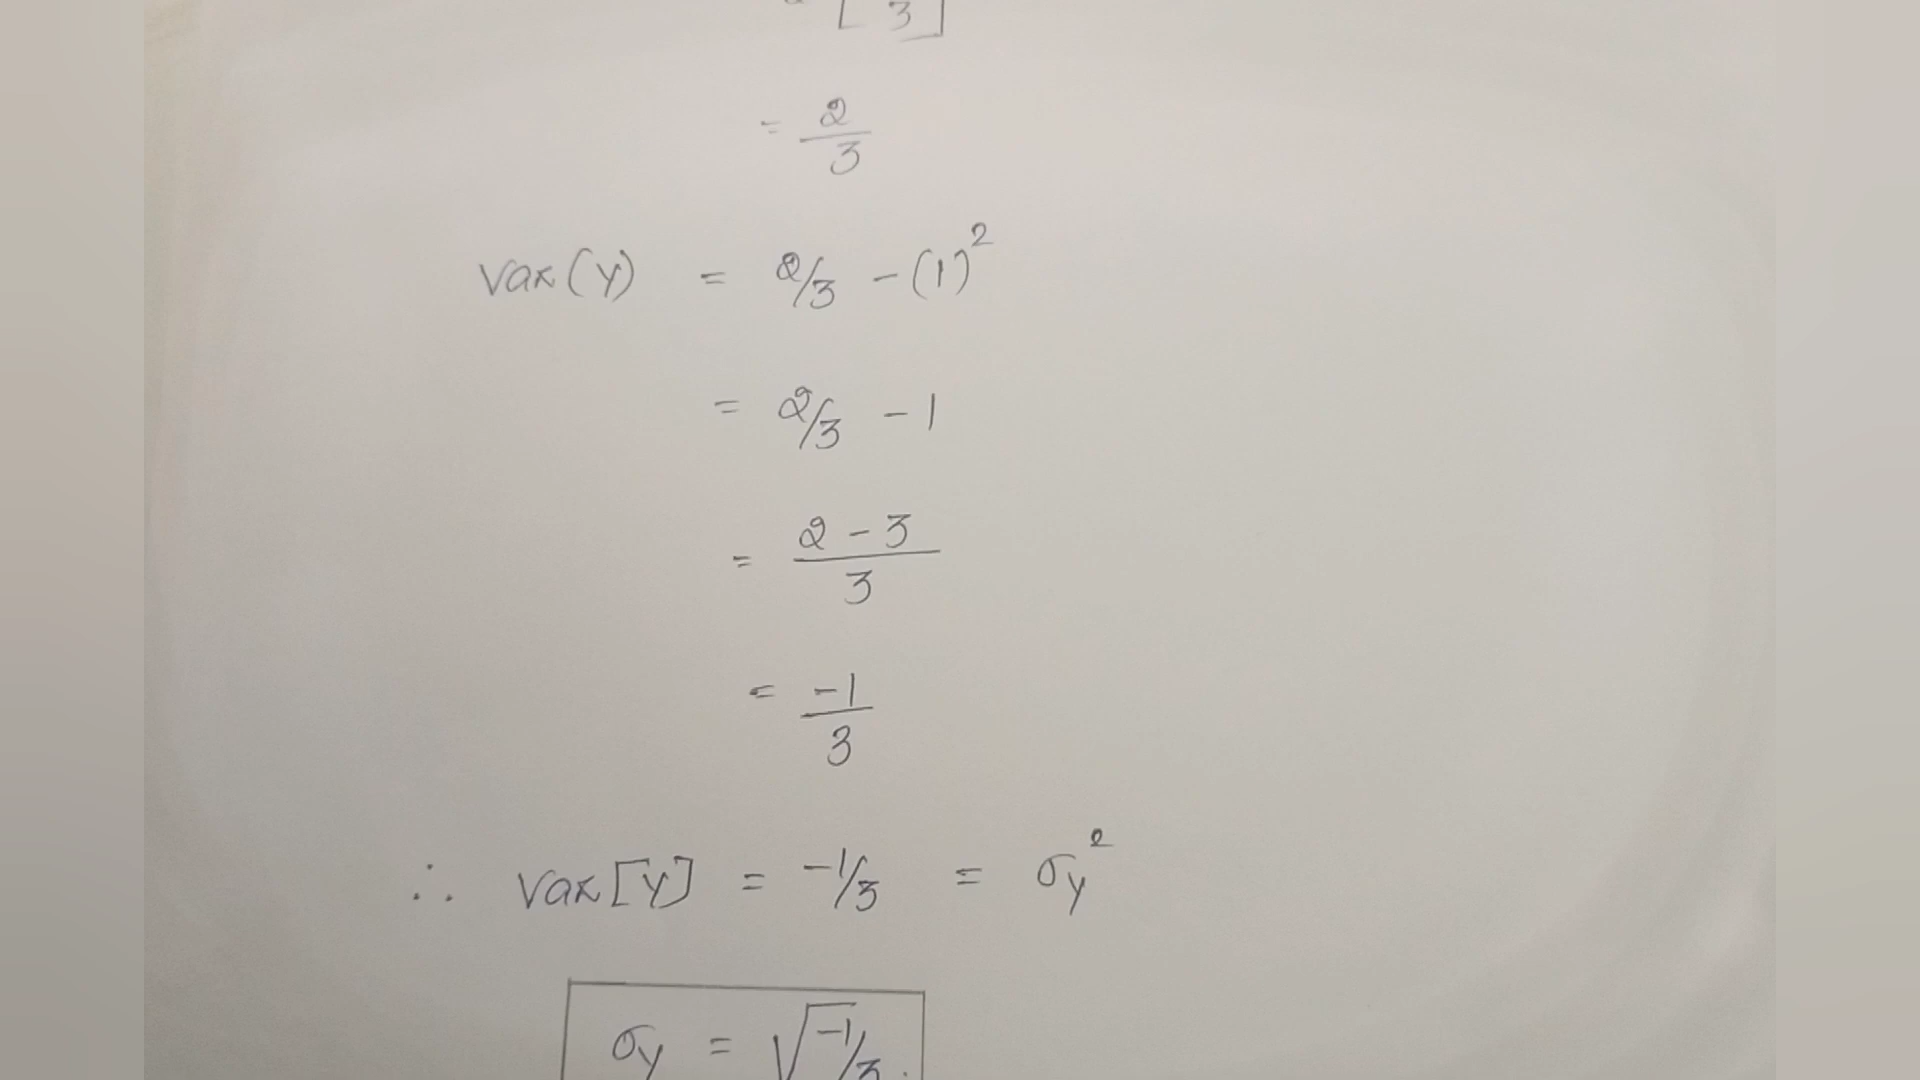 [ 3 ]
= 2/3
Var(Y) = 2/3 - (1)²
= 2/3 - 1
= (2 - 3)/3
= -1/3
∴ Var[Y] = -1/3 = σy²
σy = √-1/3.